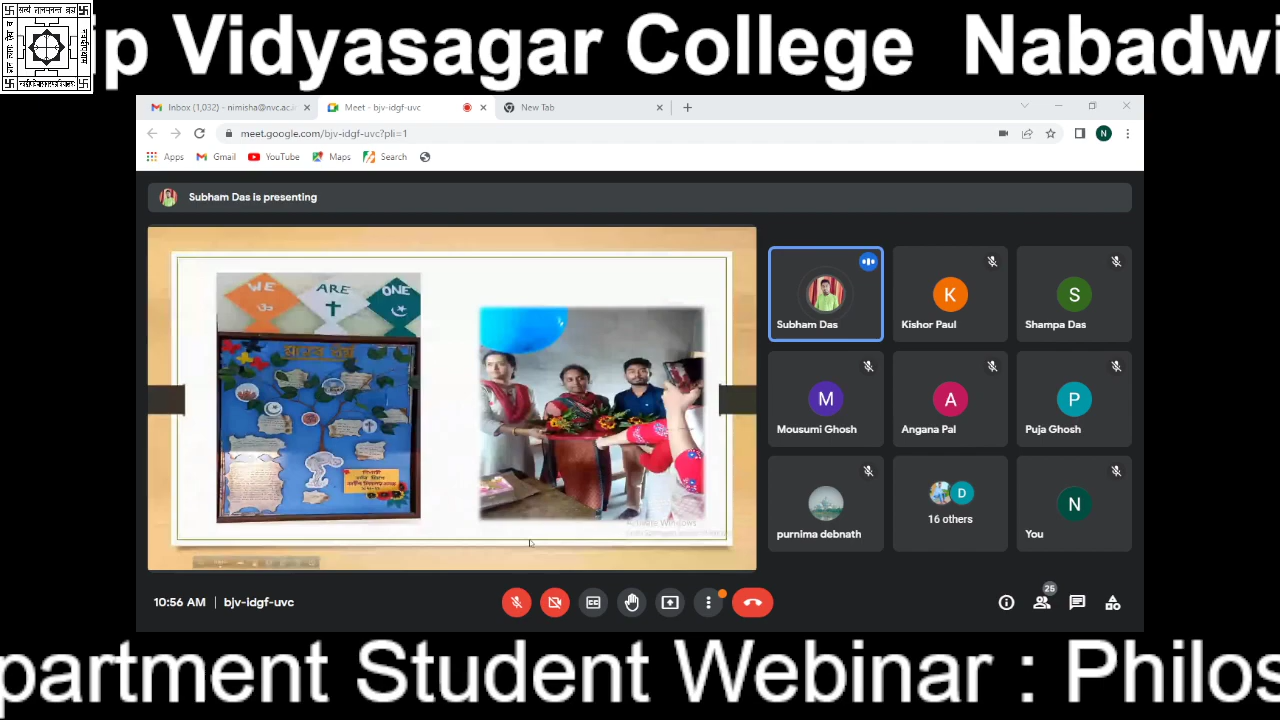 ip Vidyasagar College Nabadwi
Inbox (1,032) - nimisha@nvc.ac.i
Meet - bjv-idgf-uvc
New Tab
meet.google.com/bjv-idgf-uvc?pli=1
N
Apps
Gmail
YouTube
Maps
Search
Subham Das is presenting
WE
ARE
ONE
Subham Das
K
Kishor Paul
S
Shampa Das
M
Mousumi Ghosh
A
Angana Pal
P
Puja Ghosh
purnima debnath
D
16 others
N
You
Activate Windows
10:56 AM | bjv-idgf-uvc
CC
25
partment Student Webinar : Philos